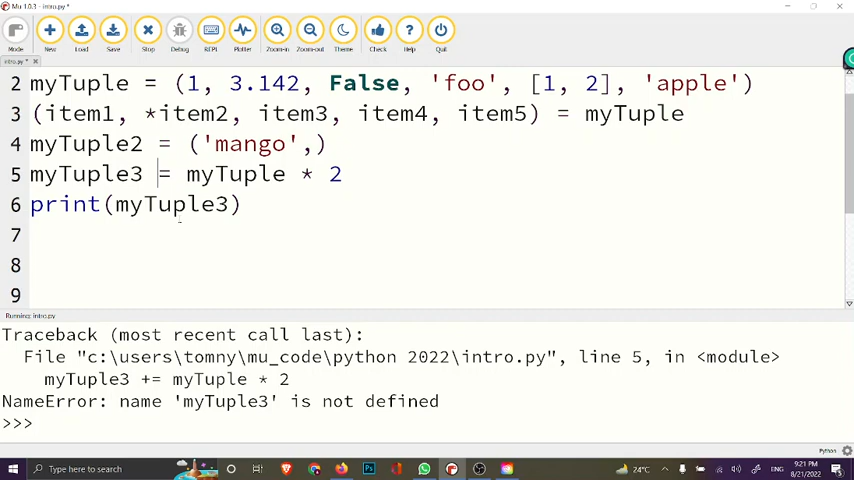 Mu 1.0.3 - intro.py *
Mode New Load Save Stop Debug REPL Plotter Zoom-in Zoom-out Theme Check Help Quit
intro.py *
2 myTuple = (1, 3.142, False, 'foo', [1, 2], 'apple')
3 (item1, *item2, item3, item4, item5) = myTuple
4 myTuple2 = ('mango',)
5 myTuple3 = myTuple * 2
6 print(myTuple3)
7
8
9
Running: intro.py
Traceback (most recent call last):
File "c:\users\tomny\mu_code\python 2022\intro.py", line 5, in <module>
myTuple3 += myTuple * 2
NameError: name 'myTuple3' is not defined
>>>
Python
Type here to search
24°C
ENG
9:21 PM
8/21/2022